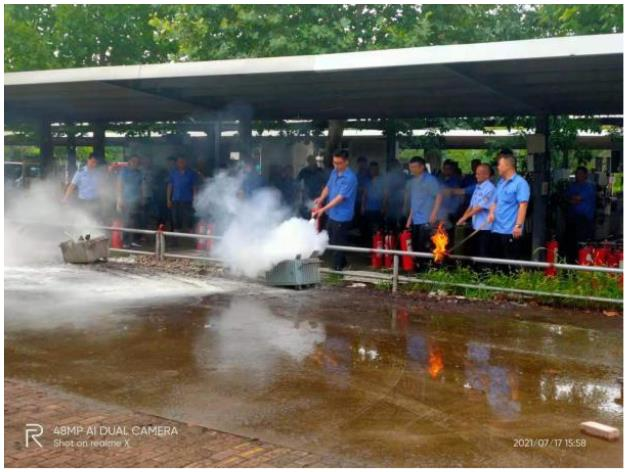 R 48MP AI DUAL CAMERA
Shot on realme X
2021/07/17 15:58